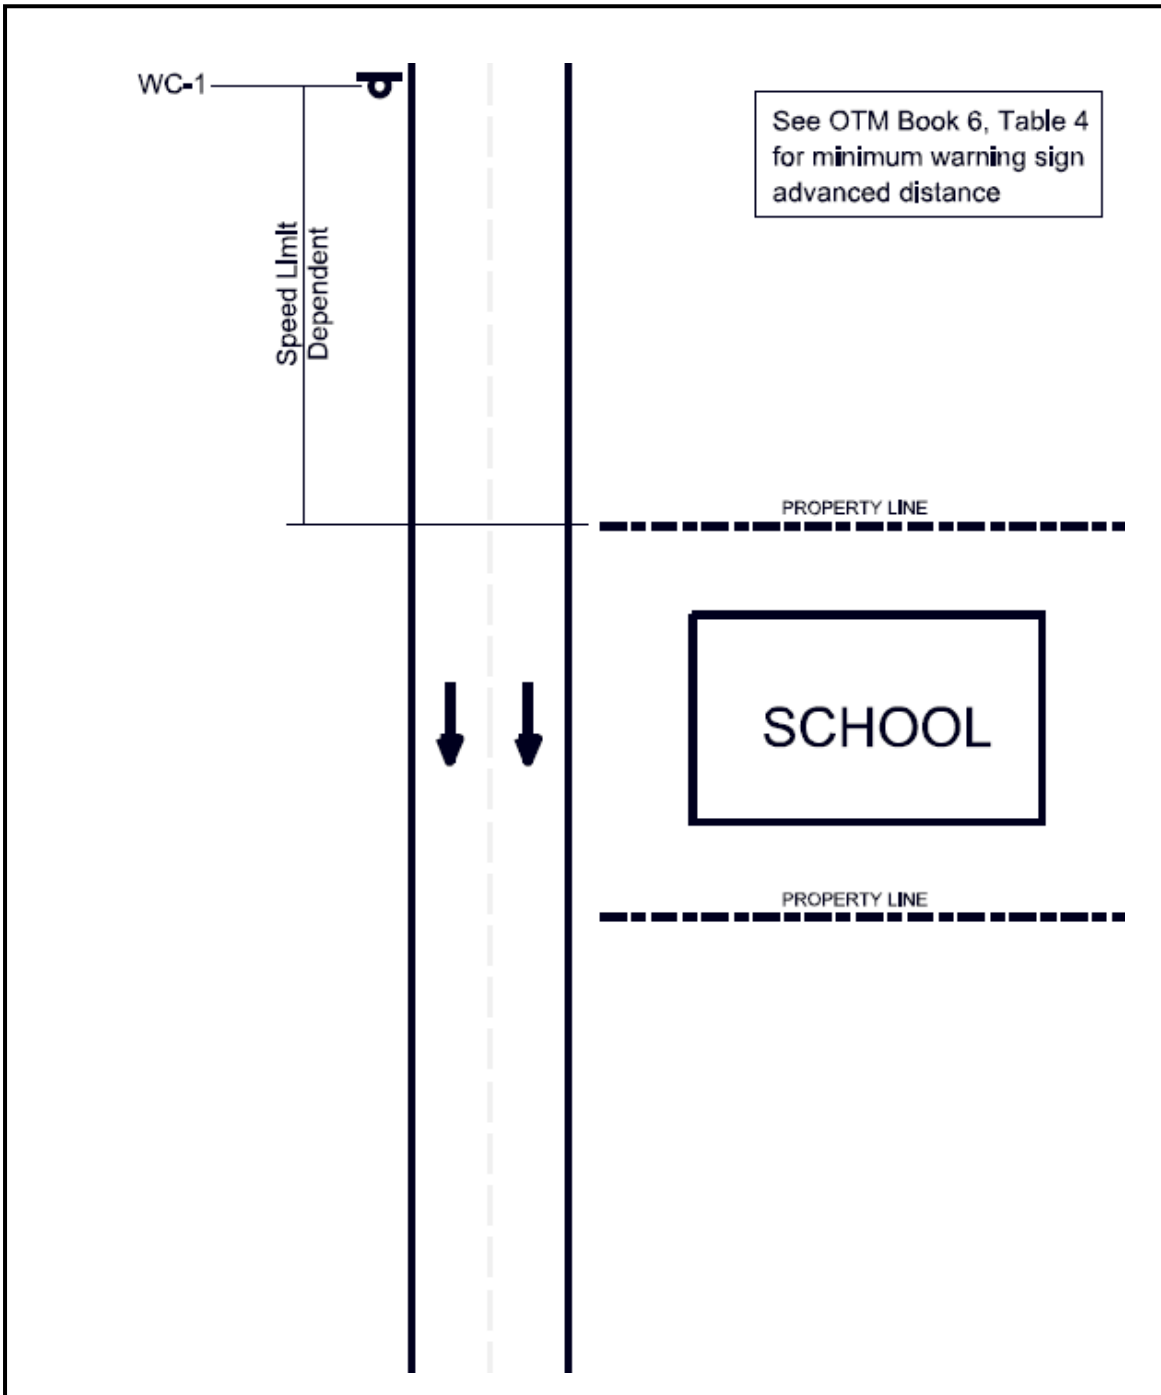 WC-1
See OTM Book 6, Table 4
for minimum warning sign
advanced distance
Speed Limit
Dependent
PROPERTY LINE
SCHOOL
PROPERTY LINE